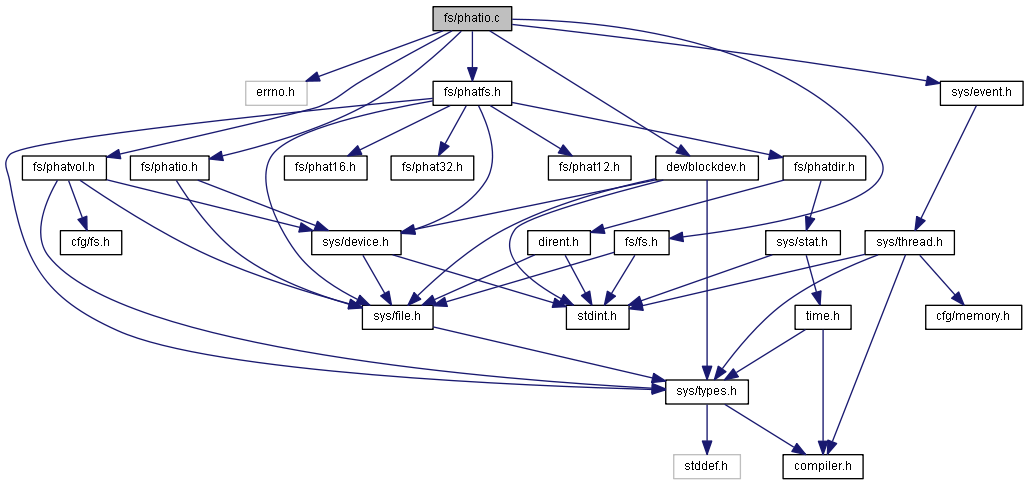 fs/phatio.c
errno.h
fs/phatfs.h
sys/event.h
fs/phatvol.h
fs/phatio.h
fs/phat16.h
fs/phat32.h
fs/phat12.h
dev/blockdev.h
fs/phatdir.h
cfg/fs.h
sys/device.h
dirent.h
fs/fs.h
sys/stat.h
sys/thread.h
sys/file.h
stdint.h
time.h
cfg/memory.h
sys/types.h
stddef.h
compiler.h